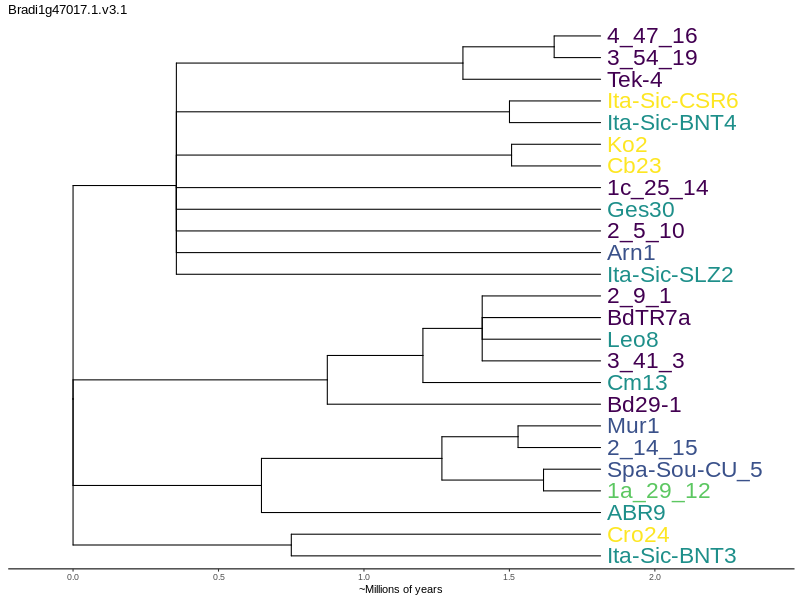 Bradi1g47017.1.v3.1
4_47_16
3_54_19
Tek-4
Ita-Sic-CSR6
Ita-Sic-BNT4
Ko2
Cb23
1c_25_14
Ges30
2_5_10
Arn1
Ita-Sic-SLZ2
2_9_1
BdTR7a
Leo8
3_41_3
Cm13
Bd29-1
Mur1
2_14_15
Spa-Sou-CU_5
1a_29_12
ABR9
Cro24
Ita-Sic-BNT3
0.0 0.5 1.0 1.5 2.0
~Millions of years